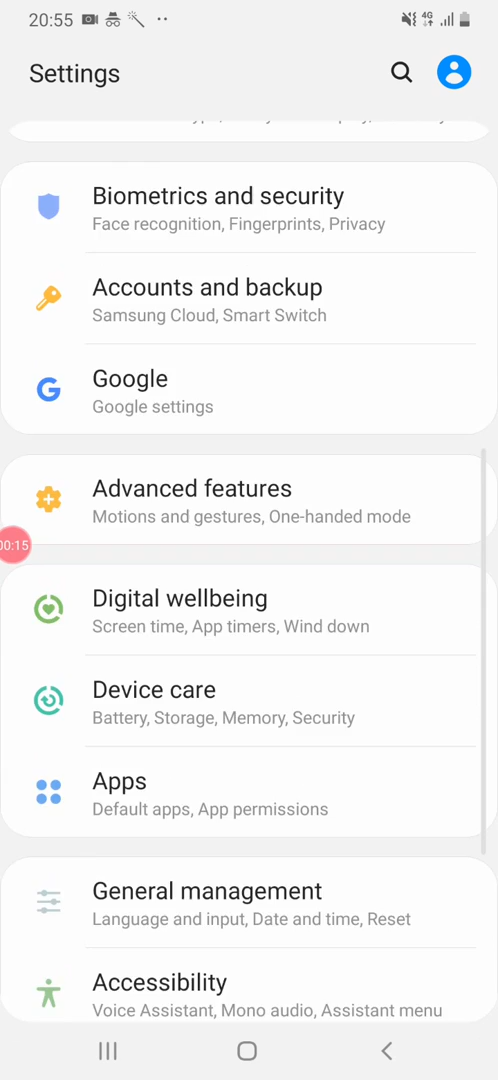 20:55
4G
Settings
Biometrics and security
Face recognition, Fingerprints, Privacy
Accounts and backup
Samsung Cloud, Smart Switch
Google
Google settings
Advanced features
Motions and gestures, One-handed mode
00:15
Digital wellbeing
Screen time, App timers, Wind down
Device care
Battery, Storage, Memory, Security
Apps
Default apps, App permissions
General management
Language and input, Date and time, Reset
Accessibility
Voice Assistant, Mono audio, Assistant menu